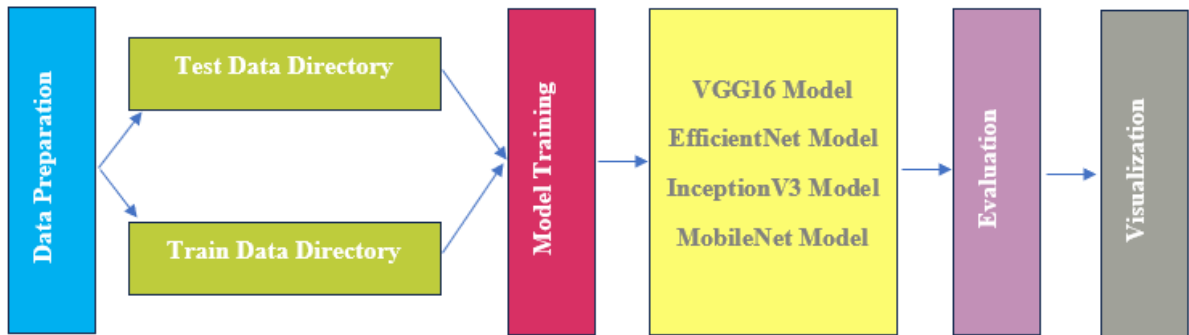 Data Preparation
Test Data Directory
Train Data Directory
Model Training
VGG16 Model
EfficientNet Model
InceptionV3 Model
MobileNet Model
Evaluation
Visualization